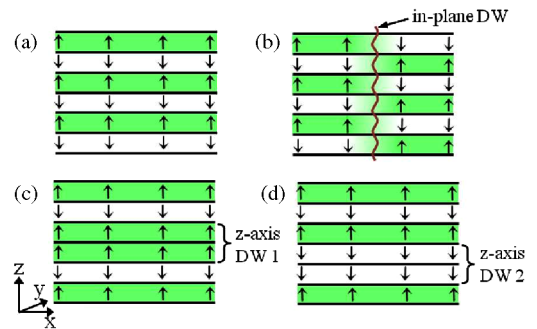 in-plane DW
(a)
(b)
(c)
z-axis
DW 1
(d)
z-axis
DW 2
z
y
x